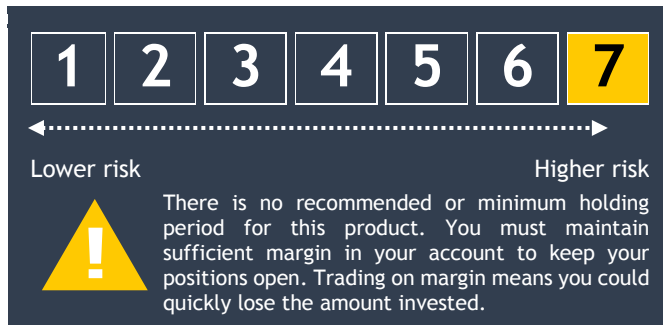 1 2 3 4 5 6 7
Lower risk Higher risk
!
There is no recommended or minimum holding
period for this product. You must maintain
sufficient margin in your account to keep your
positions open. Trading on margin means you could
quickly lose the amount invested.